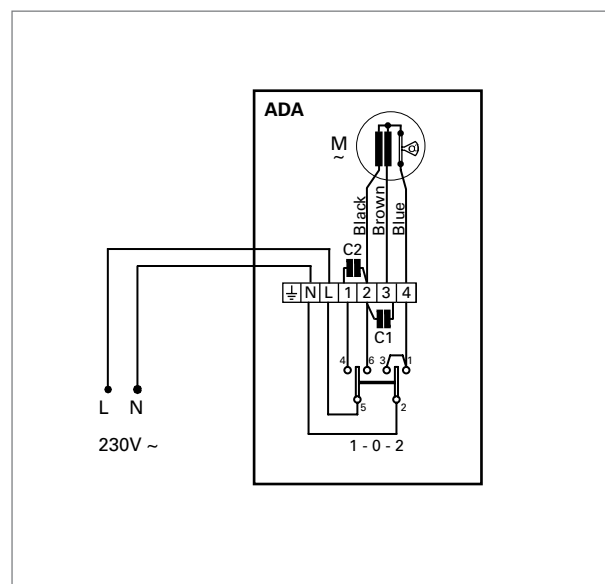 ADA
M
~
Black
Brown
Blue
C2
N L 1 2 3 4
C1
4 6 3 1
5 2
L N
230V ~
1 - 0 - 2